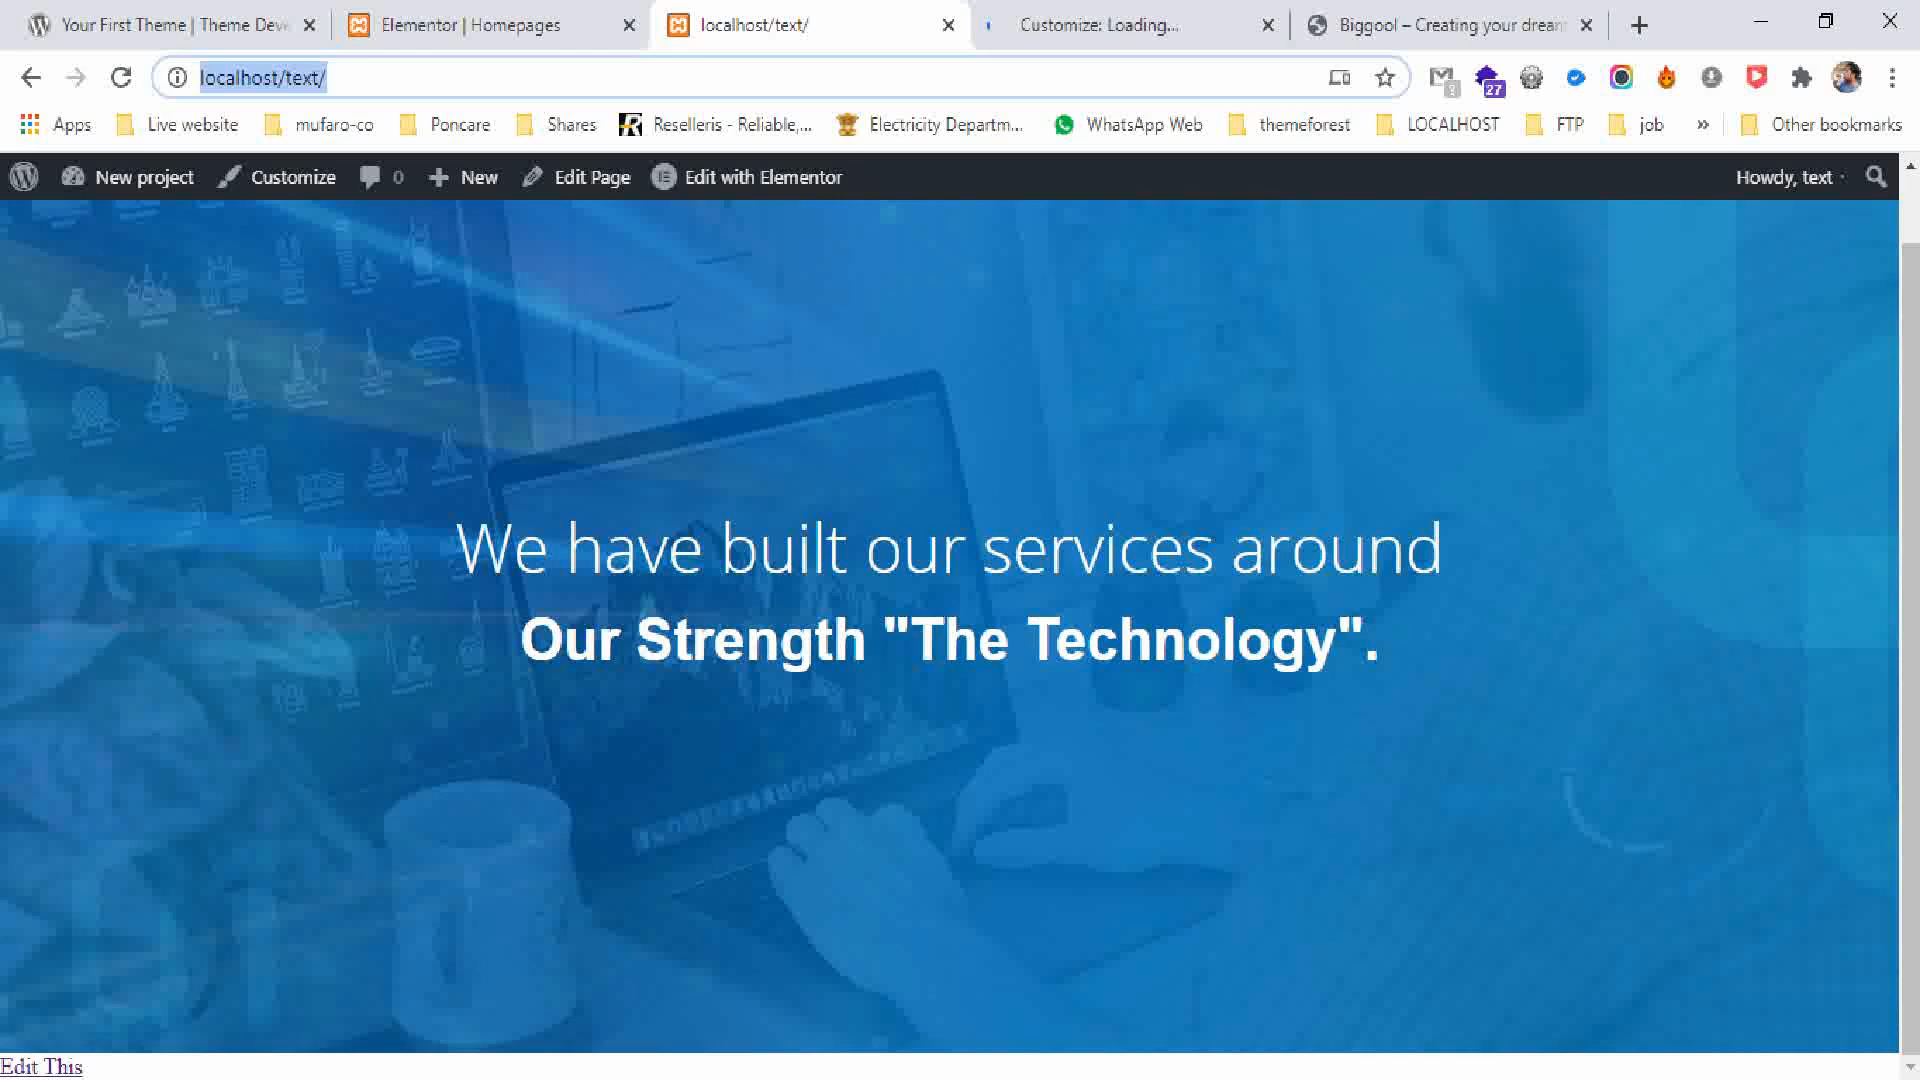 Your First Theme | Theme Deve
Elementor | Homepages
localhost/text/
Customize: Loading...
Biggool – Creating your dream
localhost/text/
27
Apps
Live website
mufaro-co
Poncare
Shares
Reselleris - Reliable,...
Electricity Departm...
WhatsApp Web
themeforest
LOCALHOST
FTP
job
»
Other bookmarks
New project
Customize
0
New
Edit Page
Edit with Elementor
Howdy, text
We have built our services around
Our Strength "The Technology".
Edit This